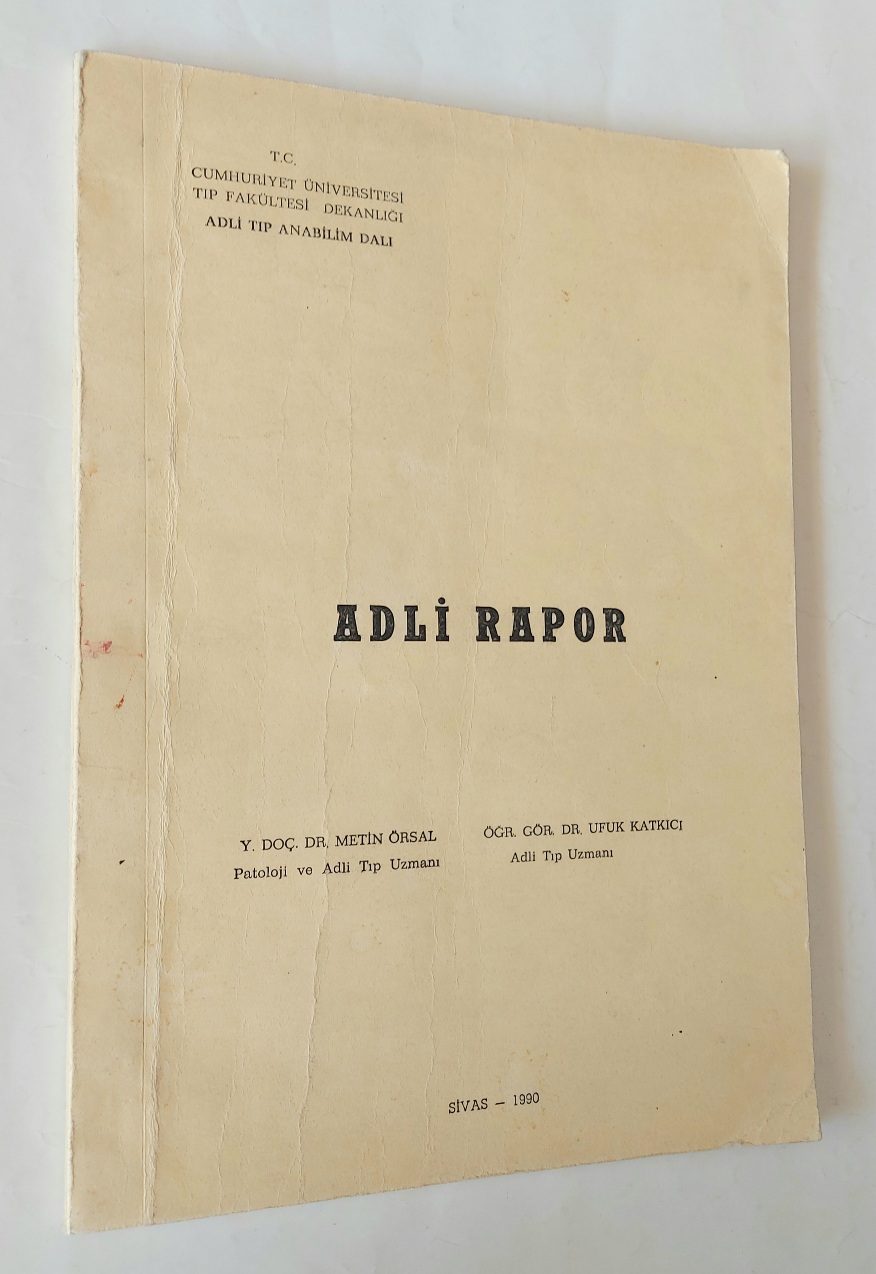 T.C.
CUMHURİYET ÜNİVERSİTESİ
TIP FAKÜLTESİ DEKANLIĞI
ADLİ TIP ANABİLİM DALI
ADLİ RAPOR
Y. DOÇ. DR. METİN ÖRSAL
Patoloji ve Adli Tıp Uzmanı
ÖĞR. GÖR. DR. UFUK KATKICI
Adli Tıp Uzmanı
SİVAS — 1990